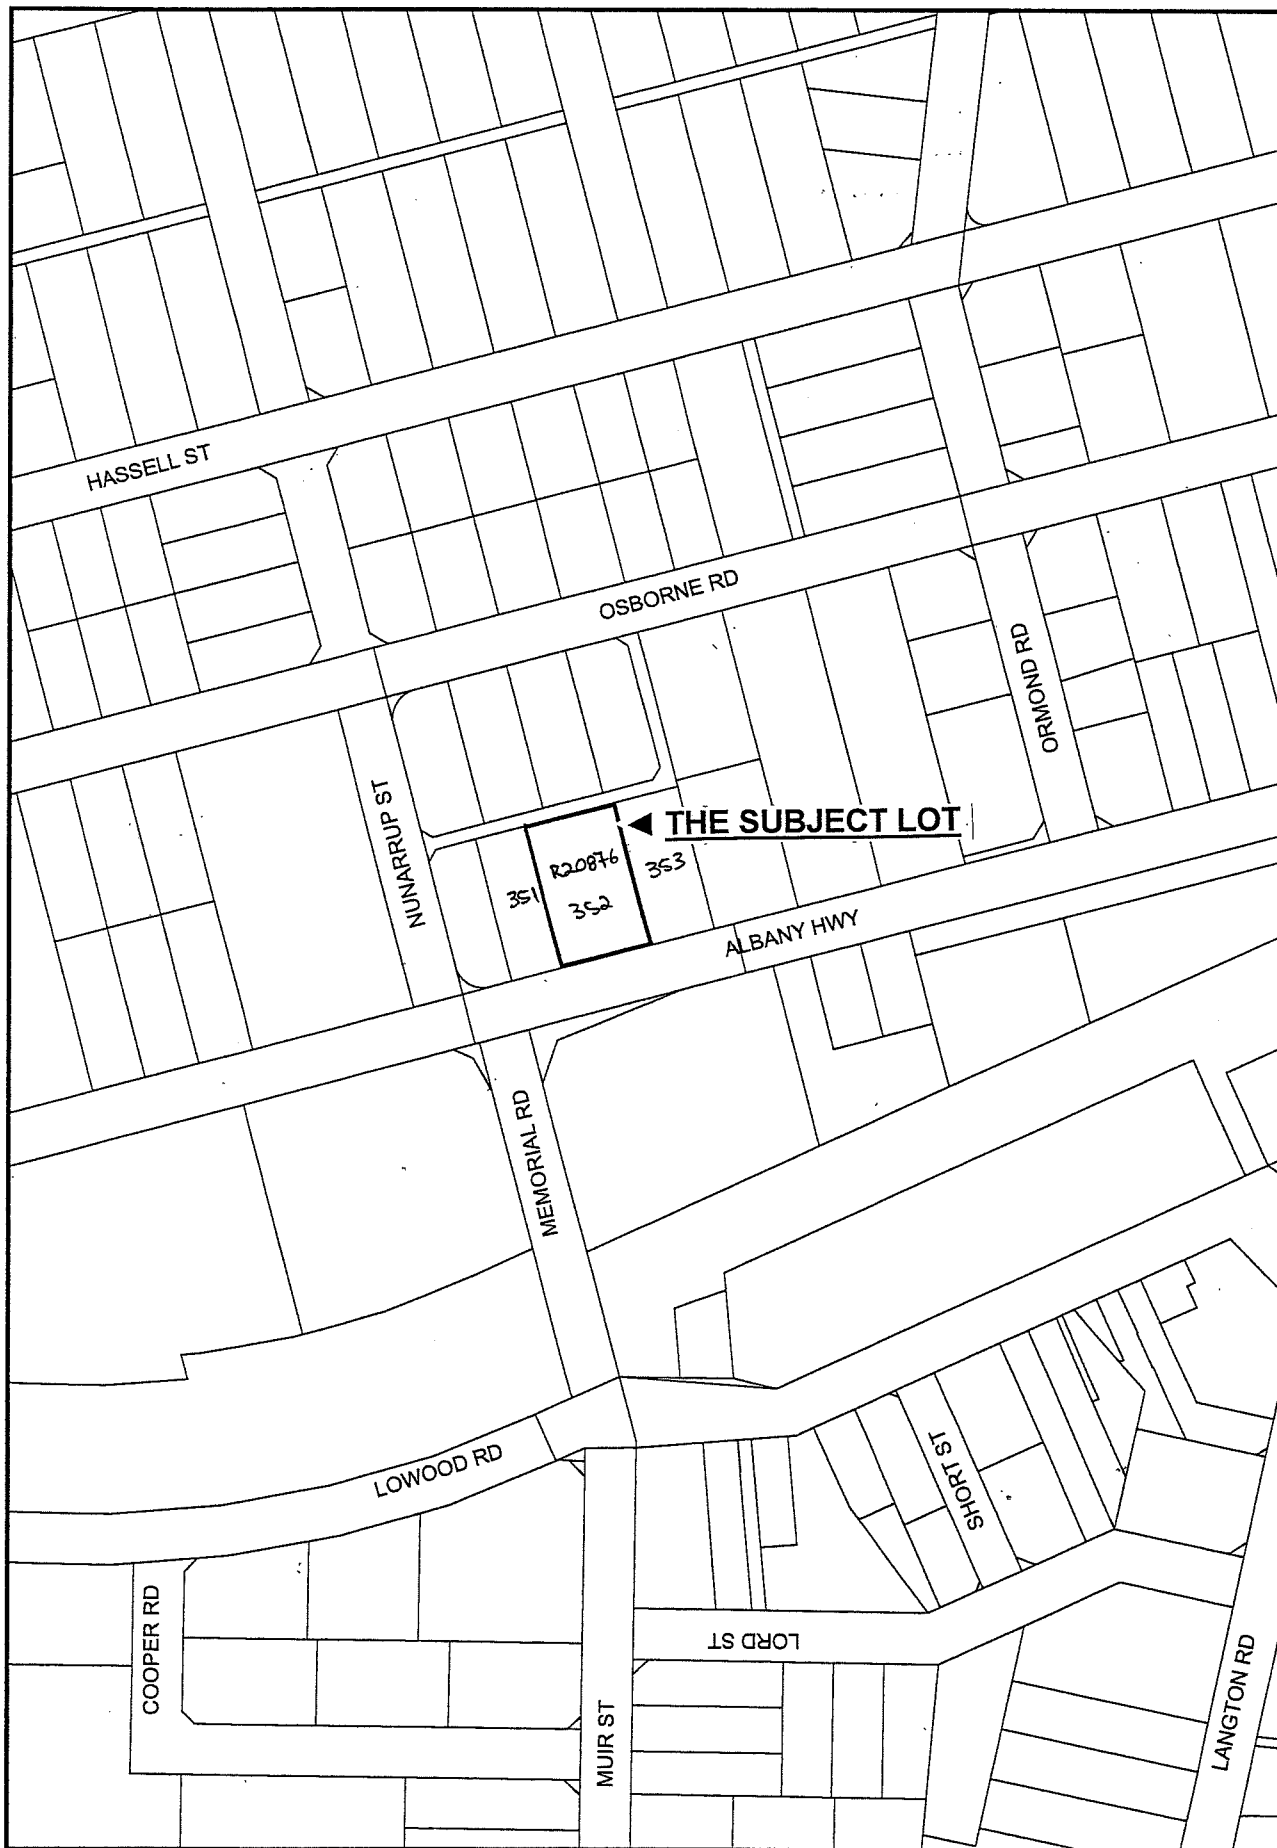 HASSELL ST
OSBORNE RD
ORMOND RD
NUNARRUP ST
THE SUBJECT LOT
R20876
351
352
353
ALBANY HWY
MEMORIAL RD
LOWOOD RD
SHORT ST
COOPER RD
LORD ST
MUIR ST
LANGTON RD